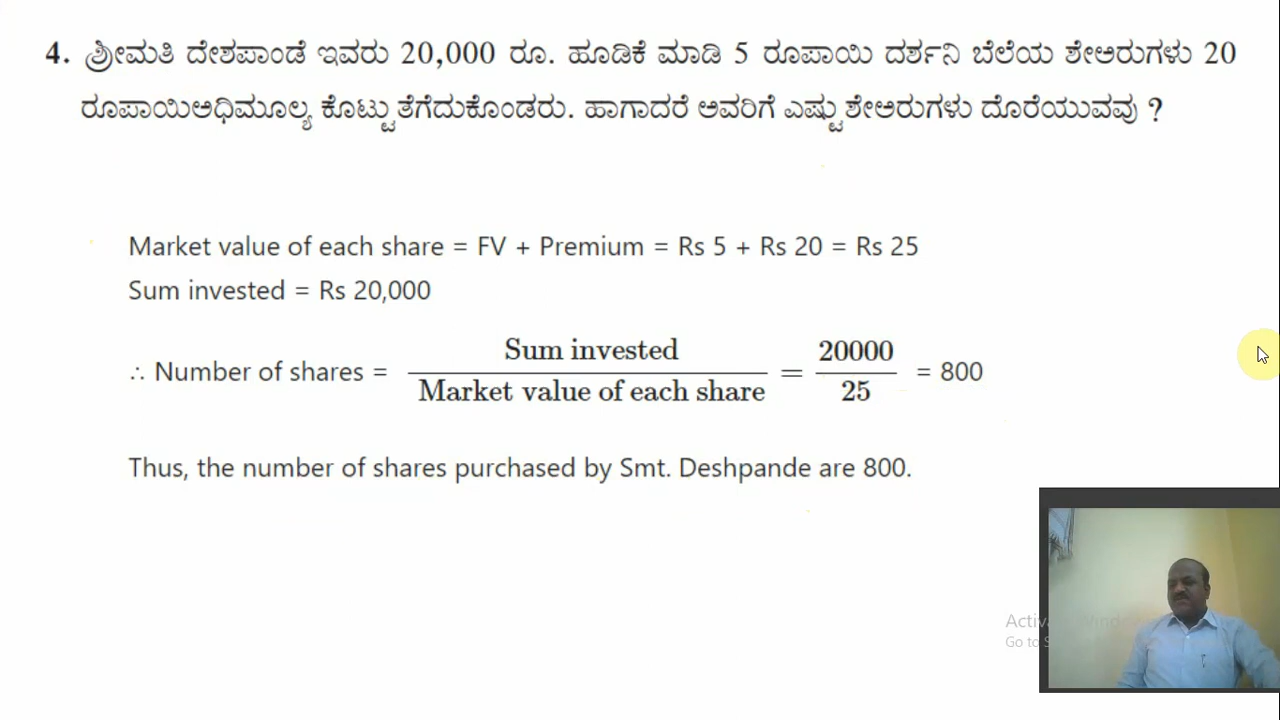 4. ಶ್ರೀಮತಿ ದೇಶಪಾಂಡೆ ಇವರು 20,000 ರೂ. ಹೂಡಿಕೆ ಮಾಡಿ 5 ರೂಪಾಯಿ ದರ್ಶನಿ ಬೆಲೆಯ ಶೇಅರುಗಳು 20
ರೂಪಾಯಿಅಧಿಮೂಲ್ಯ ಕೊಟ್ಟುತೆಗೆದುಕೊಂಡರು. ಹಾಗಾದರೆ ಅವರಿಗೆ ಎಷ್ಟುಶೇಅರುಗಳು ದೊರೆಯುವವು ?
Market value of each share = FV + Premium = Rs 5 + Rs 20 = Rs 25
Sum invested = Rs 20,000
∴ Number of shares = Sum invested / Market value of each share = 20000 / 25 = 800
Thus, the number of shares purchased by Smt. Deshpande are 800.
Go to